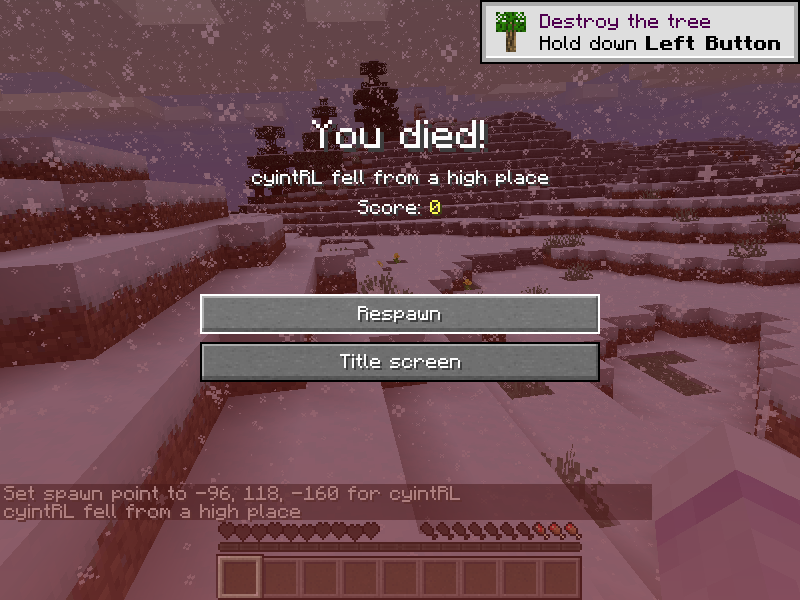 Destroy the tree
Hold down Left Button
You died!
cyintRL fell from a high place
Score: 0
Respawn
Title screen
Set spawn point to -96, 118, -160 for cyintRL
cyintRL fell from a high place